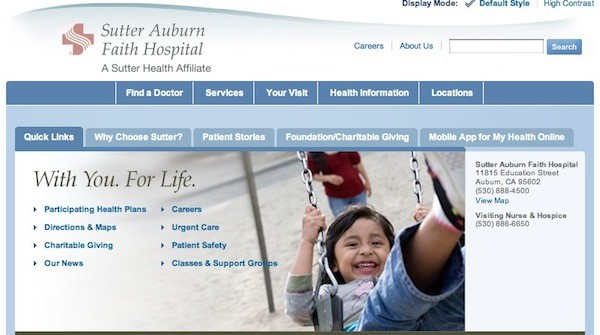 Display Mode: ✔ Default Style | High Contrast
Sutter Auburn
Faith Hospital
A Sutter Health Affiliate
Careers | About Us
Search
Find a Doctor
Services
Your Visit
Health Information
Locations
Quick Links
Why Choose Sutter?
Patient Stories
Foundation/Charitable Giving
Mobile App for My Health Online
With You. For Life.
Participating Health Plans
Directions & Maps
Charitable Giving
Our News
Careers
Urgent Care
Patient Safety
Classes & Support Groups
Sutter Auburn Faith Hospital
11815 Education Street
Auburn, CA 95602
(530) 888-4500
View Map
Visiting Nurse & Hospice
(530) 886-6650